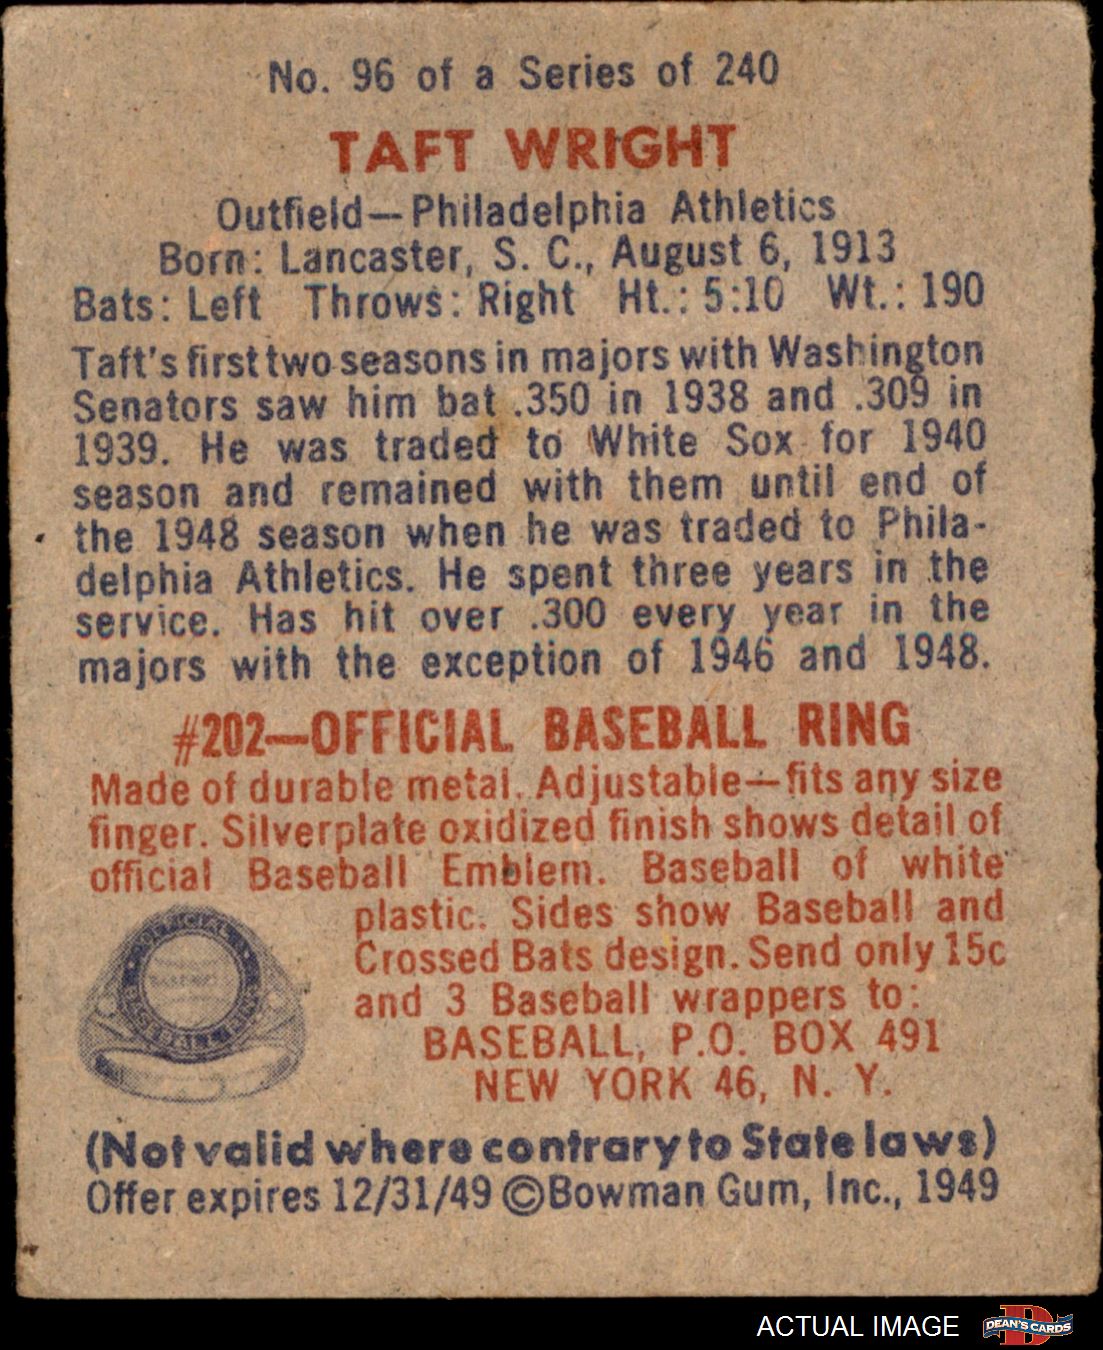 No. 96 of a Series of 240
TAFT WRIGHT
Outfield—Philadelphia Athletics
Born: Lancaster, S. C., August 6, 1913
Bats: Left Throws: Right Ht.: 5:10 Wt.: 190
Taft's first two seasons in majors with Washington
Senators saw him bat .350 in 1938 and .309 in
1939. He was traded to White Sox for 1940
season and remained with them until end of
the 1948 season when he was traded to Phila-
delphia Athletics. He spent three years in the
service. Has hit over .300 every year in the
majors with the exception of 1946 and 1948.
#202—OFFICIAL BASEBALL RING
Made of durable metal. Adjustable—fits any size
finger. Silverplate oxidized finish shows detail of
official Baseball Emblem. Baseball of white
plastic. Sides show Baseball and
Crossed Bats design. Send only 15c
and 3 Baseball wrappers to:
BASEBALL, P.O. BOX 491
NEW YORK 46, N. Y.
OFFICIAL
BASEBALL RING
(Not valid where contrary to State laws)
Offer expires 12/31/49 ©Bowman Gum, Inc., 1949
ACTUAL IMAGE
DEAN'S CARDS